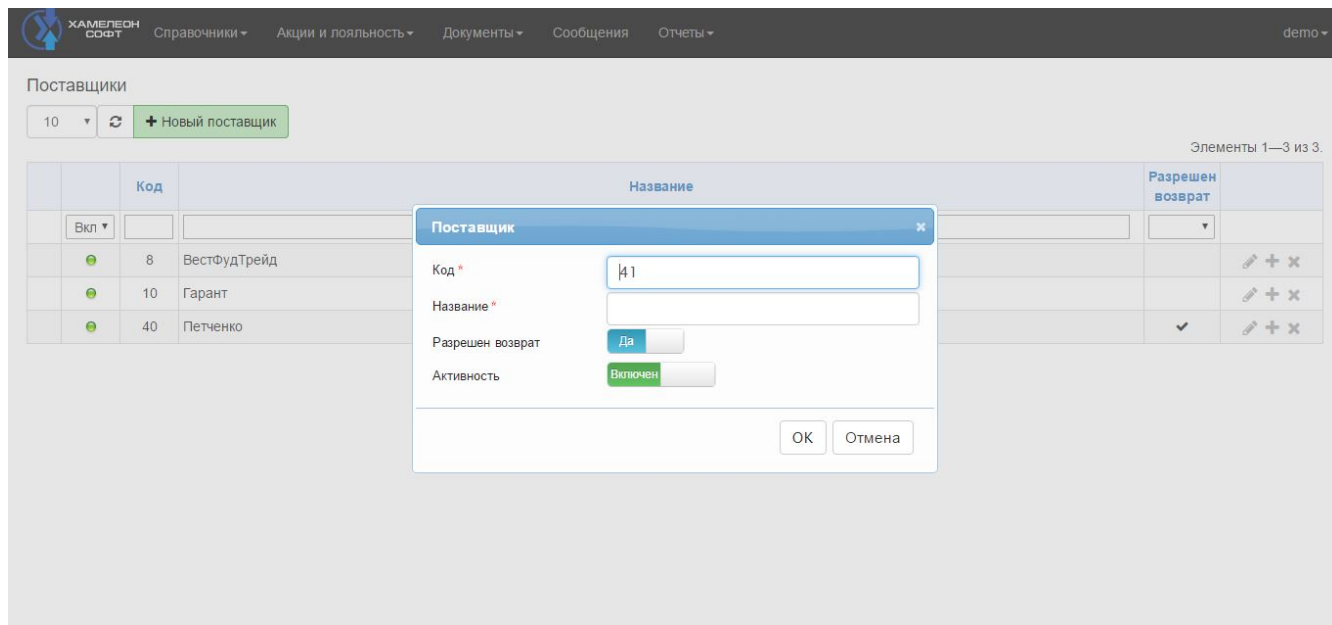 ХАМЕЛЕОН
СОФТ
Справочники Акции и лояльность Документы Сообщения Отчеты demo
Поставщики
10 + Новый поставщик
Элементы 1—3 из 3.
Код Название Разрешен
возврат
Вкл
8 ВестФудТрейд
10 Гарант
40 Петченко
Поставщик
Код *
41
Название *
Разрешен возврат Да
Активность Включен
OK Отмена